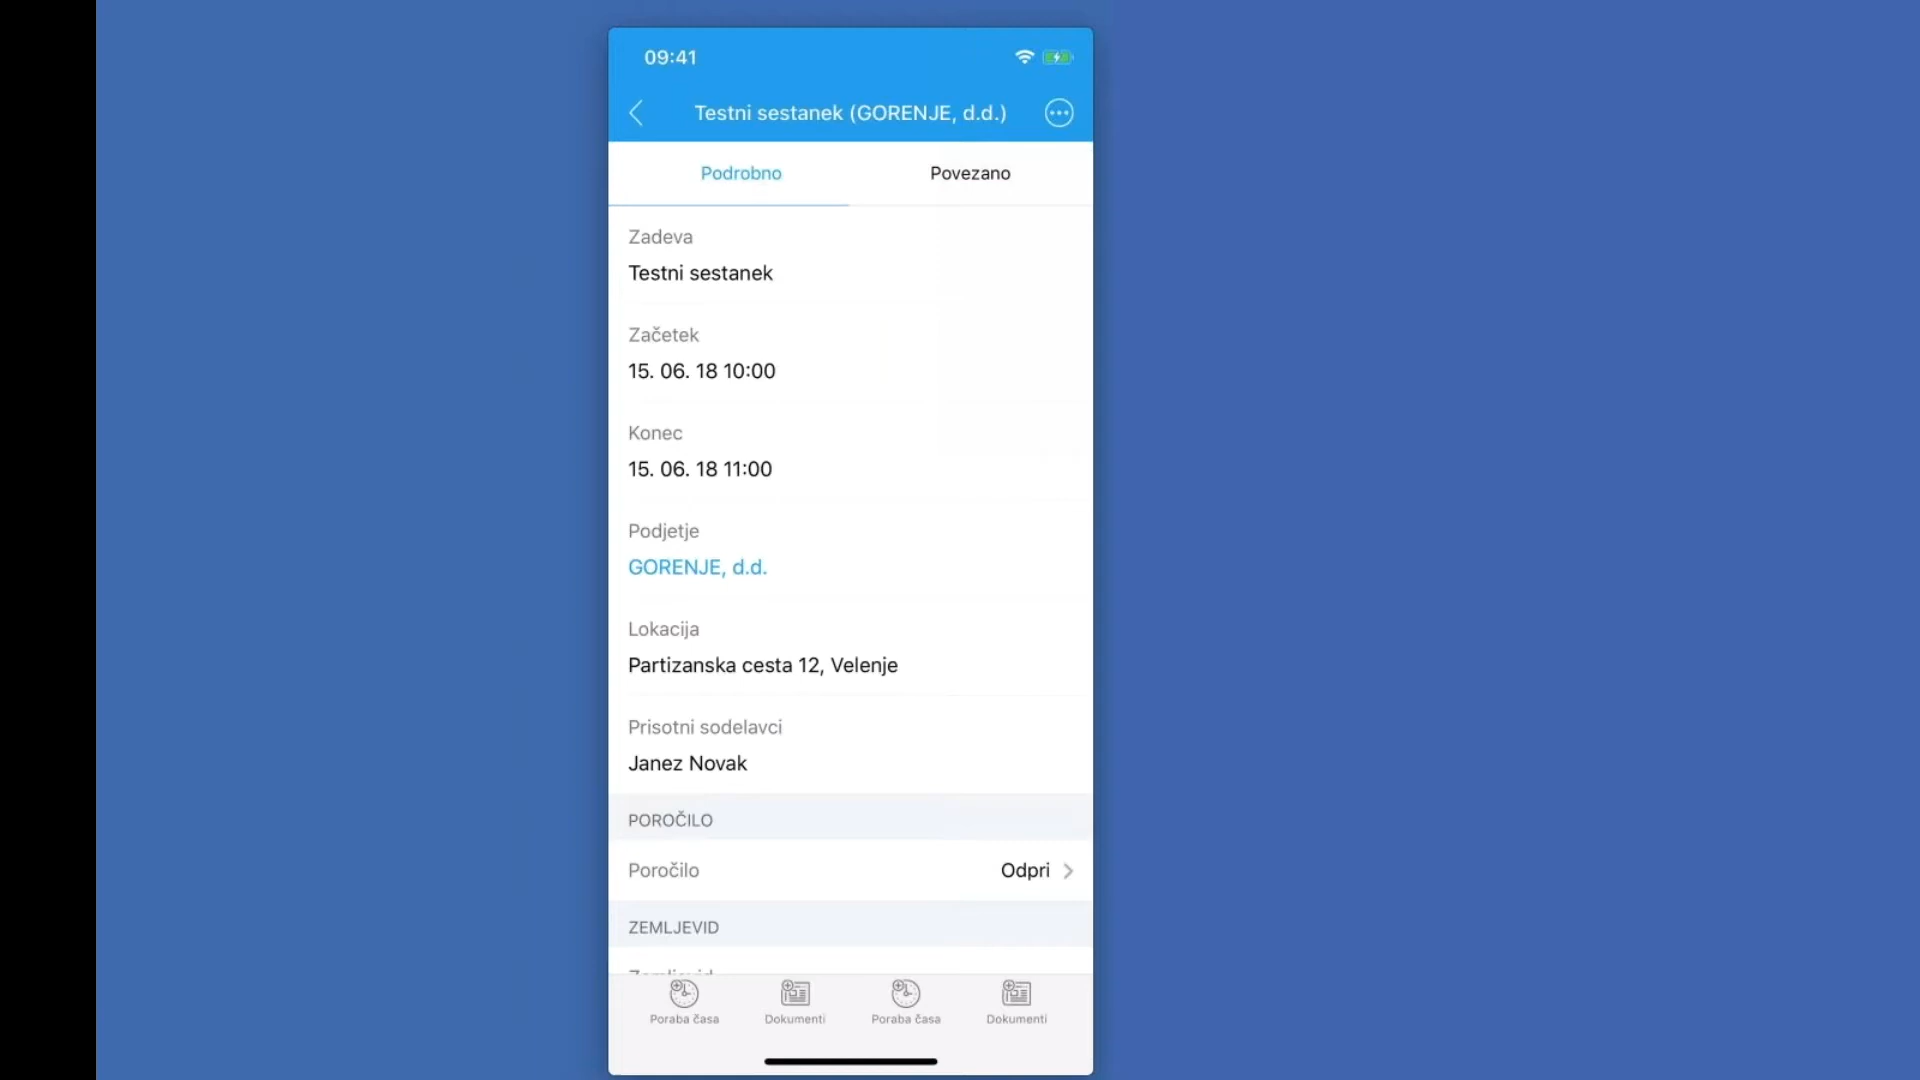 09:41
Testni sestanek (GORENJE, d.d.)
Podrobno
Povezano
Zadeva
Testni sestanek
Začetek
15. 06. 18 10:00
Konec
15. 06. 18 11:00
Podjetje
GORENJE, d.d.
Lokacija
Partizanska cesta 12, Velenje
Prisotni sodelavci
Janez Novak
POROČILO
Poročilo
Odpri
ZEMLJEVID
Zemljevid
Poraba časa
Dokumenti
Poraba časa
Dokumenti